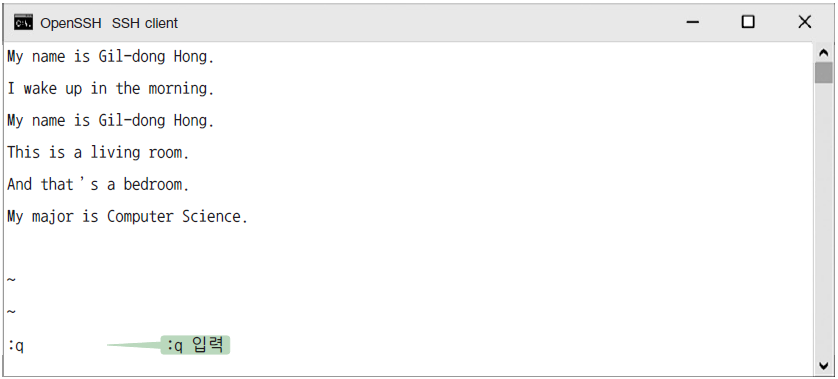 OpenSSH SSH client
My name is Gil-dong Hong.
I wake up in the morning.
My name is Gil-dong Hong.
This is a living room.
And that's a bedroom.
My major is Computer Science.
~
~
:q
:q 입력